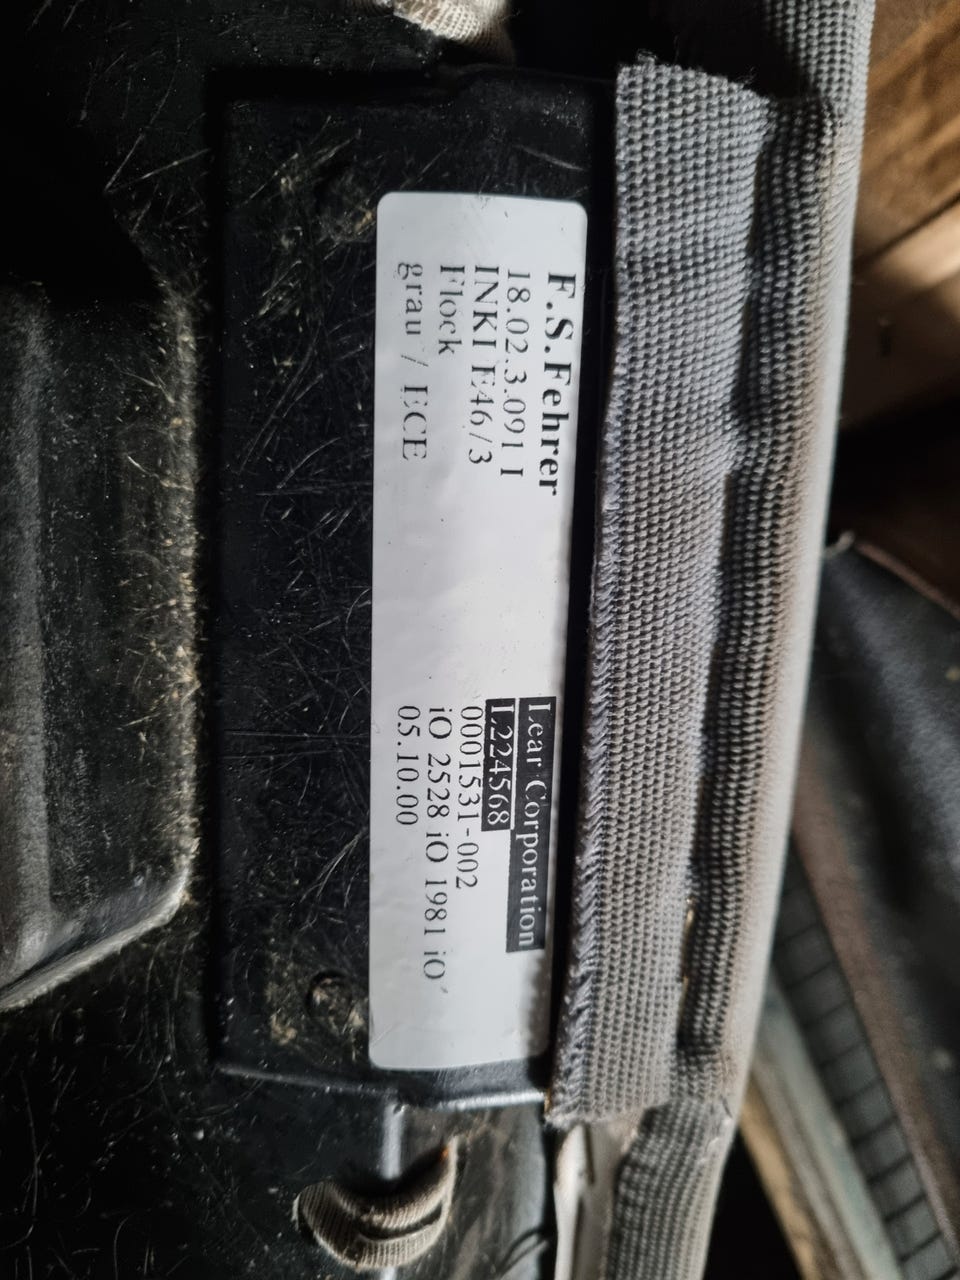 F.S.Fehrer
18.02.3.091 I
INKI E46/3
Flock
grau / ECE
Lear Corporation
L224568
0001531-002
iO 2528 iO 1981 iO
05.10.00